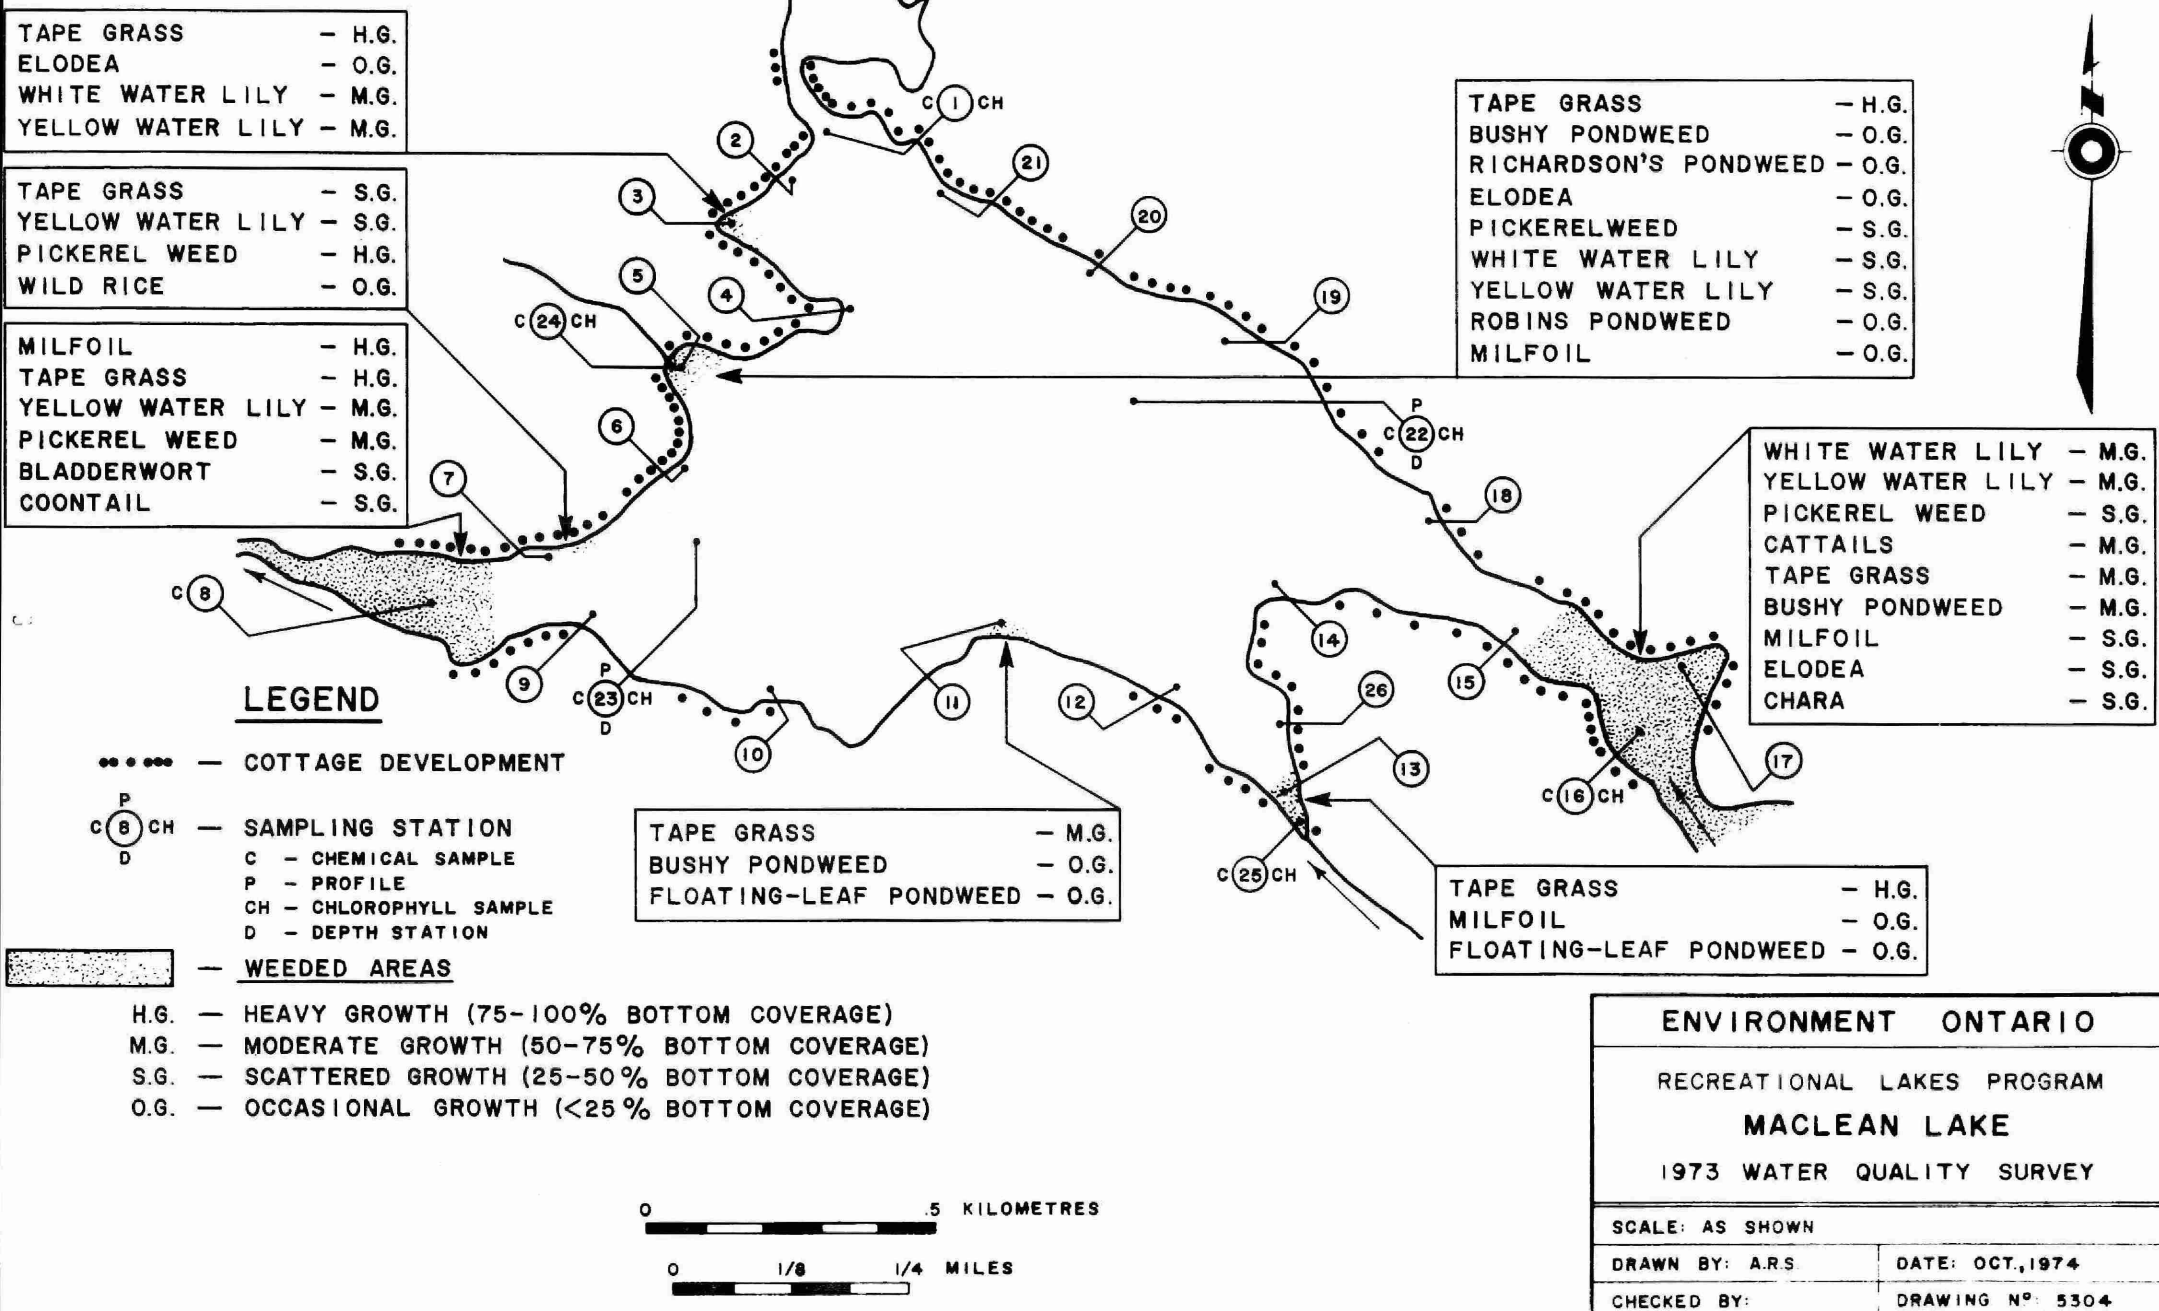 TAPE GRASS – H.G.
ELODEA – O.G.
WHITE WATER LILY – M.G.
YELLOW WATER LILY – M.G.
TAPE GRASS – S.G.
YELLOW WATER LILY – S.G.
PICKEREL WEED – H.G.
WILD RICE – O.G.
MILFOIL – H.G.
TAPE GRASS – H.G.
YELLOW WATER LILY – M.G.
PICKEREL WEED – M.G.
BLADDERWORT – S.G.
COONTAIL – S.G.
C 1 CH
2
3
21
20
5
4
19
C 24 CH
6
P
C 22 CH
D
7
18
C 8
9
P
C 23 CH
D
10
11
12
14
15
26
13
17
C 16 CH
C 25 CH
N
TAPE GRASS – H.G.
BUSHY PONDWEED – O.G.
RICHARDSON'S PONDWEED – O.G.
ELODEA – O.G.
PICKERELWEED – S.G.
WHITE WATER LILY – S.G.
YELLOW WATER LILY – S.G.
ROBINS PONDWEED – O.G.
MILFOIL – O.G.
WHITE WATER LILY – M.G.
YELLOW WATER LILY – M.G.
PICKEREL WEED – S.G.
CATTAILS – M.G.
TAPE GRASS – M.G.
BUSHY PONDWEED – M.G.
MILFOIL – S.G.
ELODEA – S.G.
CHARA – S.G.
TAPE GRASS – M.G.
BUSHY PONDWEED – O.G.
FLOATING-LEAF PONDWEED – O.G.
TAPE GRASS – H.G.
MILFOIL – O.G.
FLOATING-LEAF PONDWEED – O.G.
LEGEND
– COTTAGE DEVELOPMENT
P
C 8 CH – SAMPLING STATION
D
C – CHEMICAL SAMPLE
P – PROFILE
CH – CHLOROPHYLL SAMPLE
D – DEPTH STATION
– WEEDED AREAS
H.G. – HEAVY GROWTH (75-100% BOTTOM COVERAGE)
M.G. – MODERATE GROWTH (50-75% BOTTOM COVERAGE)
S.G. – SCATTERED GROWTH (25-50% BOTTOM COVERAGE)
O.G. – OCCASIONAL GROWTH (<25% BOTTOM COVERAGE)
0 .5 KILOMETRES
0 1/8 1/4 MILES
ENVIRONMENT ONTARIO
RECREATIONAL LAKES PROGRAM
MACLEAN LAKE
1973 WATER QUALITY SURVEY
SCALE: AS SHOWN
DRAWN BY: A.R.S. DATE: OCT., 1974
CHECKED BY: DRAWING Nº: 5304